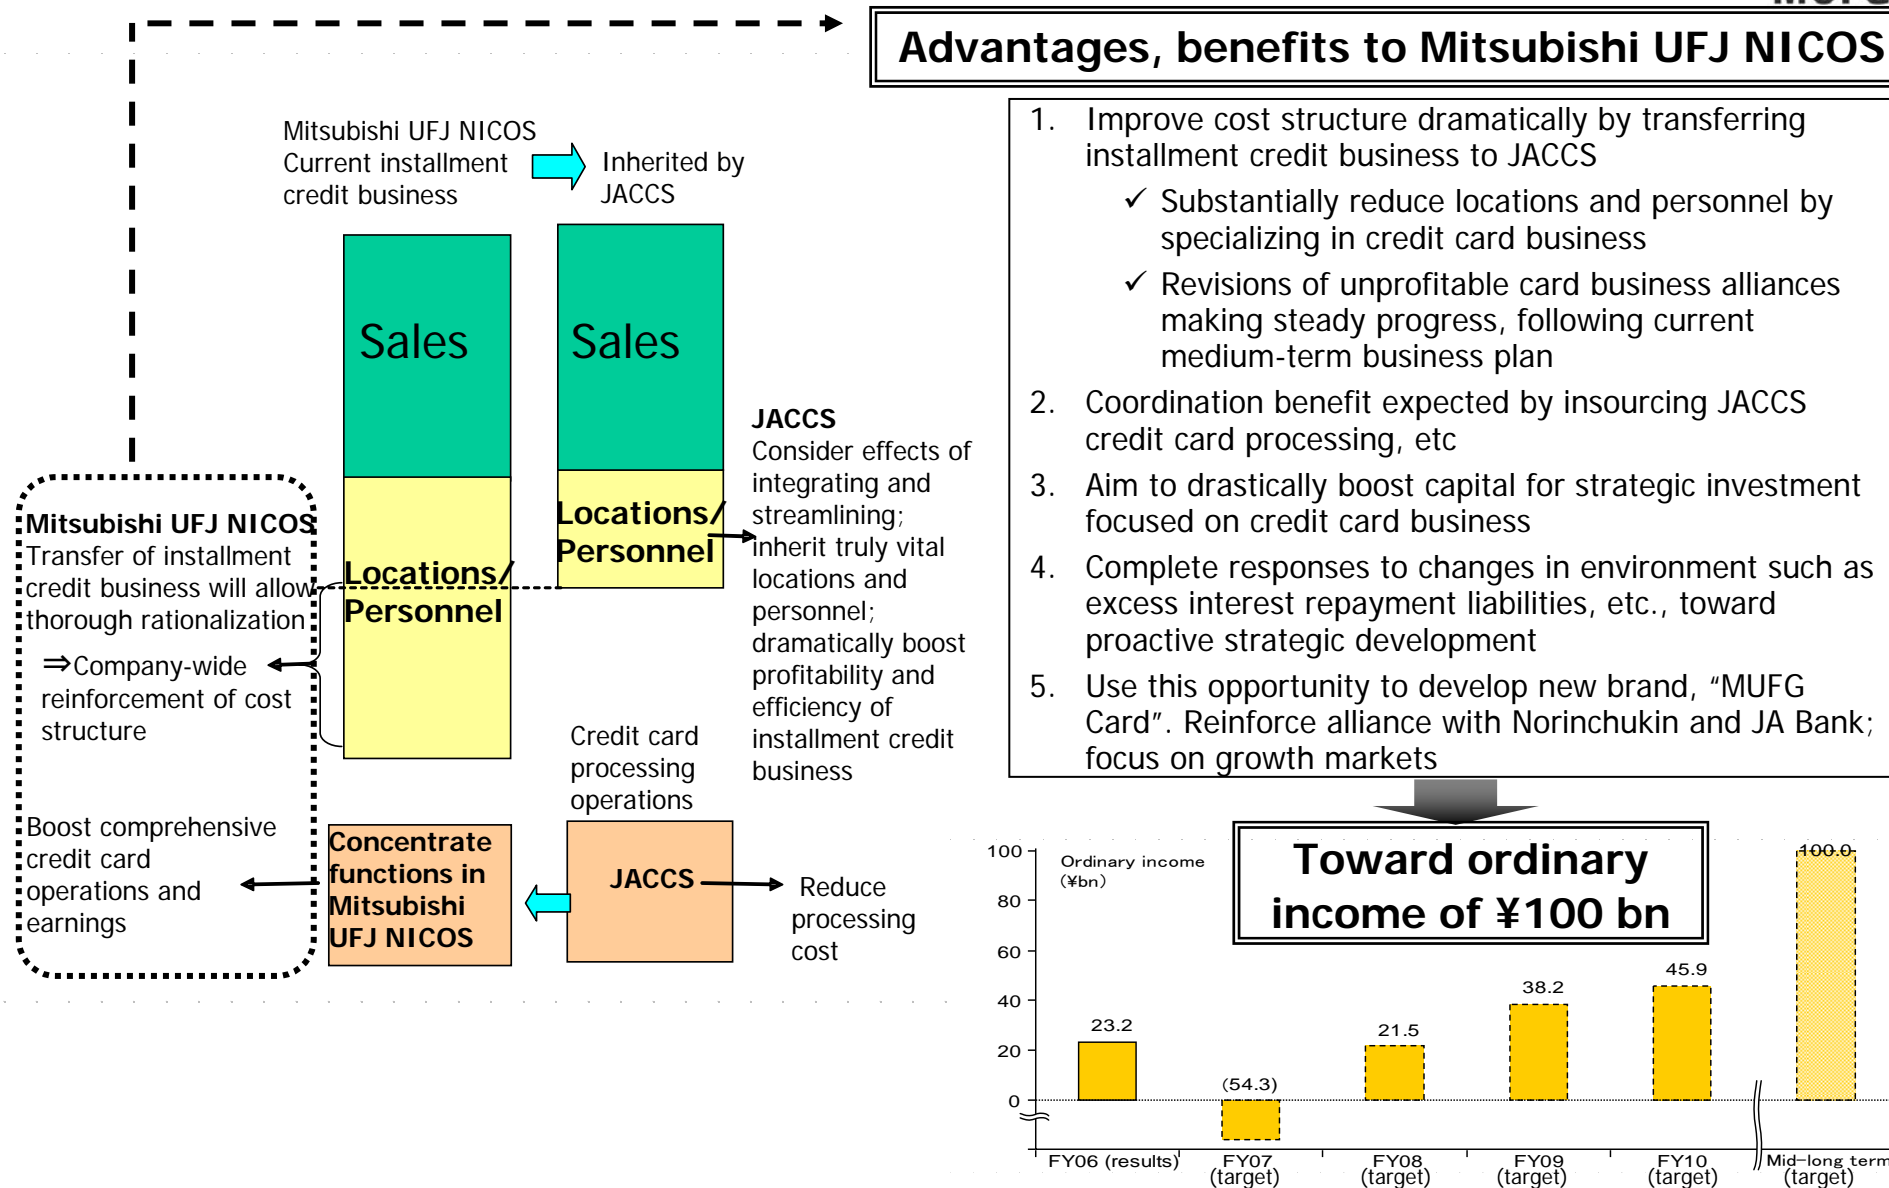 Advantages, benefits to Mitsubishi UFJ NICOS
Mitsubishi UFJ NICOS
Current installment
credit business
Inherited by
JACCS
Sales
Sales
Locations/
Personnel
Locations/
Personnel
JACCS
Consider effects of
integrating and
streamlining;
inherit truly vital
locations and
personnel;
dramatically boost
profitability and
efficiency of
installment credit
business
Mitsubishi UFJ NICOS
Transfer of installment
credit business will allow
thorough rationalization
⇒Company-wide
reinforcement of cost
structure
Boost comprehensive
credit card
operations and
earnings
Credit card
processing
operations
Concentrate
functions in
Mitsubishi
UFJ NICOS
JACCS
Reduce
processing
cost
1. Improve cost structure dramatically by transferring
installment credit business to JACCS
✓ Substantially reduce locations and personnel by
specializing in credit card business
✓ Revisions of unprofitable card business alliances
making steady progress, following current
medium-term business plan
2. Coordination benefit expected by insourcing JACCS
credit card processing, etc
3. Aim to drastically boost capital for strategic investment
focused on credit card business
4. Complete responses to changes in environment such as
excess interest repayment liabilities, etc., toward
proactive strategic development
5. Use this opportunity to develop new brand, “MUFG
Card”. Reinforce alliance with Norinchukin and JA Bank;
focus on growth markets
Toward ordinary
income of ¥100 bn
Ordinary income
(¥bn)
100
80
60
40
20
0
23.2
(54.3)
21.5
38.2
45.9
100.0
FY06 (results)
FY07
(target)
FY08
(target)
FY09
(target)
FY10
(target)
Mid-long term
(target)